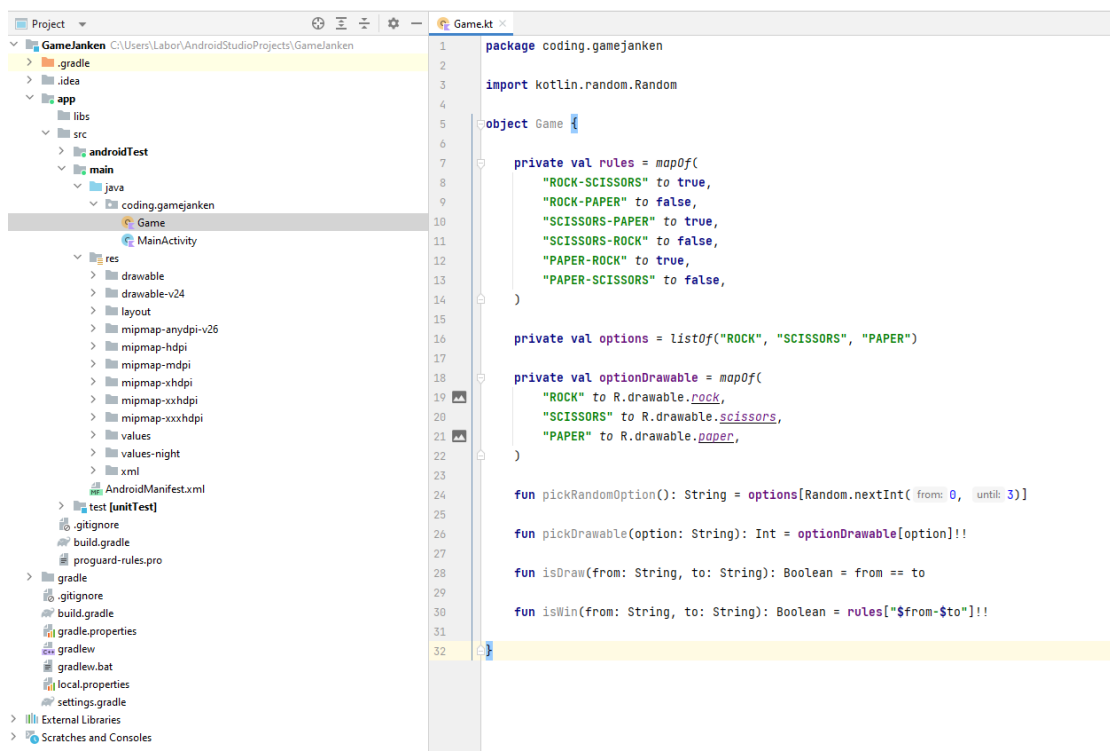 Project
GameJanken C:\Users\Labor\AndroidStudioProjects\GameJanken
.gradle
.idea
app
libs
src
androidTest
main
java
coding.gamejanken
Game
MainActivity
res
drawable
drawable-v24
layout
mipmap-anydpi-v26
mipmap-hdpi
mipmap-mdpi
mipmap-xhdpi
mipmap-xxhdpi
mipmap-xxxhdpi
values
values-night
xml
AndroidManifest.xml
test [unitTest]
.gitignore
build.gradle
proguard-rules.pro
gradle
.gitignore
build.gradle
gradle.properties
gradlew
gradlew.bat
local.properties
settings.gradle
External Libraries
Scratches and Consoles
Game.kt
1 package coding.gamejanken
2
3 import kotlin.random.Random
4
5 object Game {
6
7 private val rules = mapOf(
8 "ROCK-SCISSORS" to true,
9 "ROCK-PAPER" to false,
10 "SCISSORS-PAPER" to true,
11 "SCISSORS-ROCK" to false,
12 "PAPER-ROCK" to true,
13 "PAPER-SCISSORS" to false,
14 )
15
16 private val options = listOf("ROCK", "SCISSORS", "PAPER")
17
18 private val optionDrawable = mapOf(
19 "ROCK" to R.drawable.rock,
20 "SCISSORS" to R.drawable.scissors,
21 "PAPER" to R.drawable.paper,
22 )
23
24 fun pickRandomOption(): String = options[Random.nextInt( from: 0, until: 3)]
25
26 fun pickDrawable(option: String): Int = optionDrawable[option]!!
27
28 fun isDraw(from: String, to: String): Boolean = from == to
29
30 fun isWin(from: String, to: String): Boolean = rules["$from-$to"]!!
31
32 }